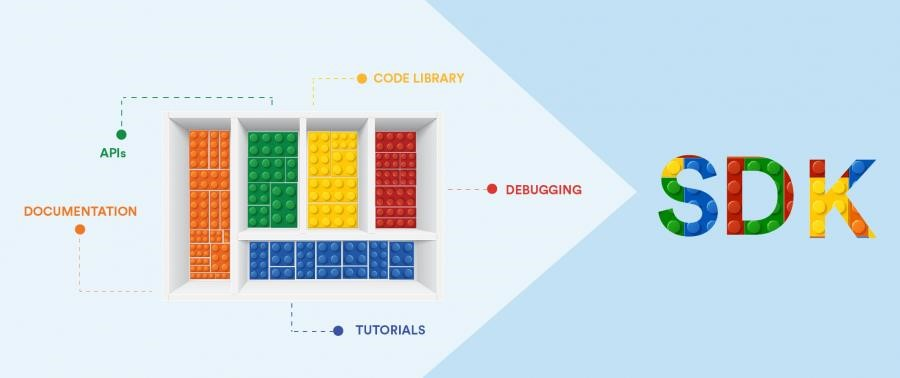 CODE LIBRARY
APIs
DEBUGGING
SDK
DOCUMENTATION
TUTORIALS